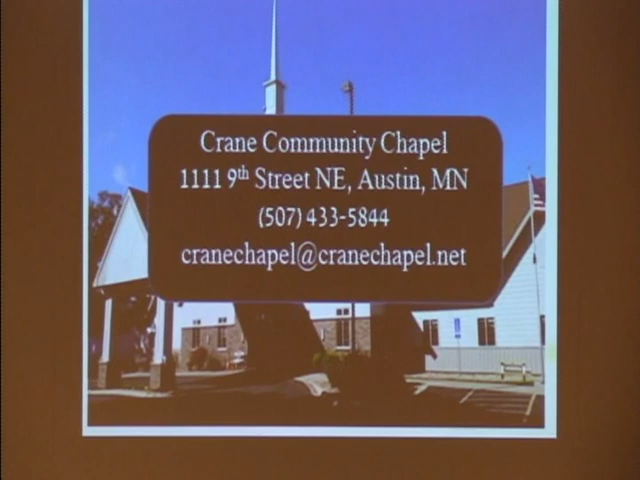 Crane Community Chapel
1111 9th Street NE, Austin, MN
(507) 433-5844
cranechapel@cranechapel.net